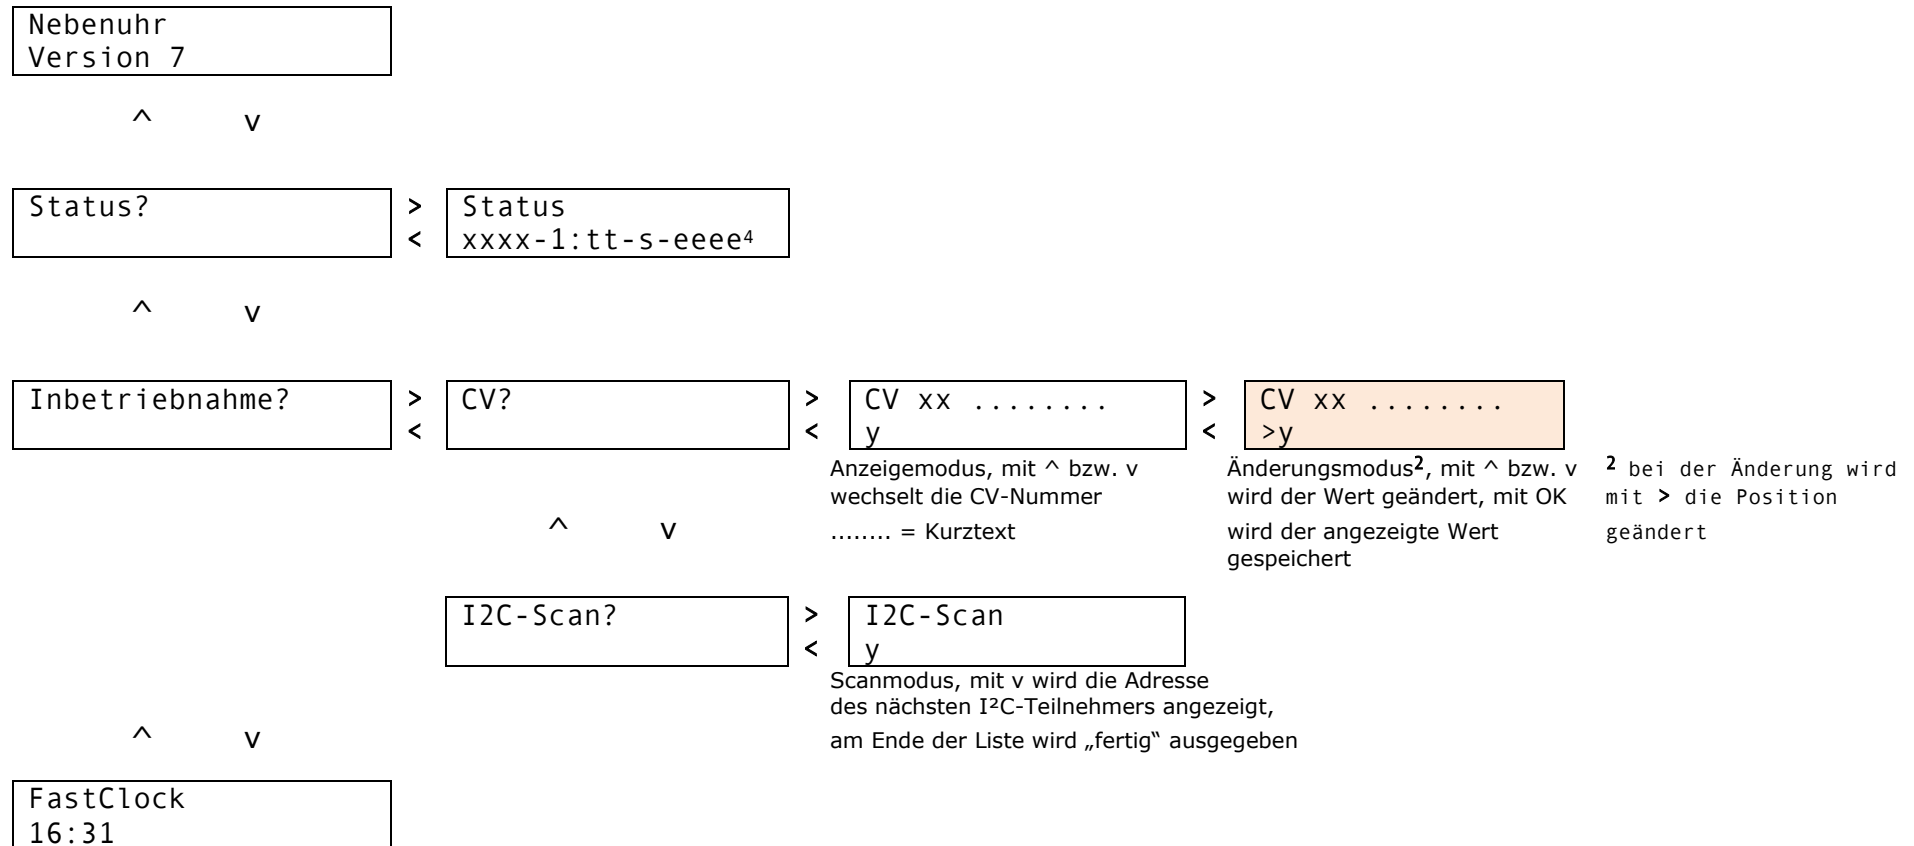 Nebenuhr
Version 7
^ v
Status? > Status
< xxxx-1:tt-s-eeee⁴
^ v
Inbetriebnahme? > CV? > CV xx ........ > CV xx ........
< < y < >y
Anzeigemodus, mit ^ bzw. v
wechselt die CV-Nummer
........ = Kurztext
Änderungsmodus², mit ^ bzw. v
wird der Wert geändert, mit OK
wird der angezeigte Wert
gespeichert
² bei der Änderung wird
mit > die Position
geändert
^ v
I2C-Scan? > I2C-Scan
< y
Scanmodus, mit v wird die Adresse
des nächsten I²C-Teilnehmers angezeigt,
am Ende der Liste wird „fertig“ ausgegeben
^ v
FastClock
16:31